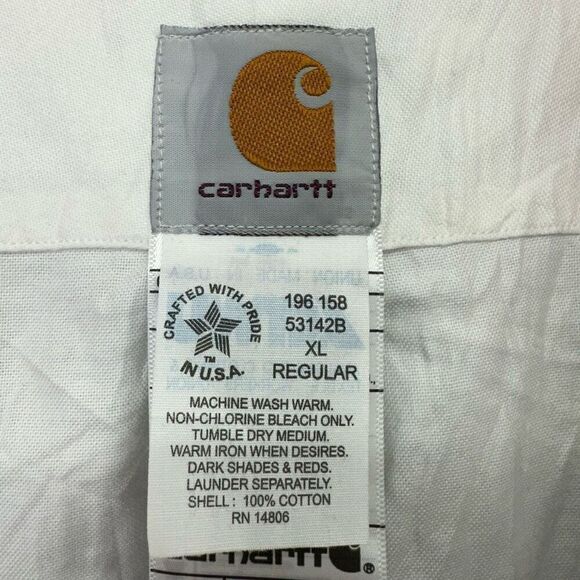 carhartt
CRAFTED WITH PRIDE
TM
IN U.S.A.
196 158
53142B
XL
REGULAR
MACHINE WASH WARM.
NON-CHLORINE BLEACH ONLY.
TUMBLE DRY MEDIUM.
WARM IRON WHEN DESIRES.
DARK SHADES & REDS.
LAUNDER SEPARATELY.
SHELL : 100% COTTON
RN 14806
carhartt ®